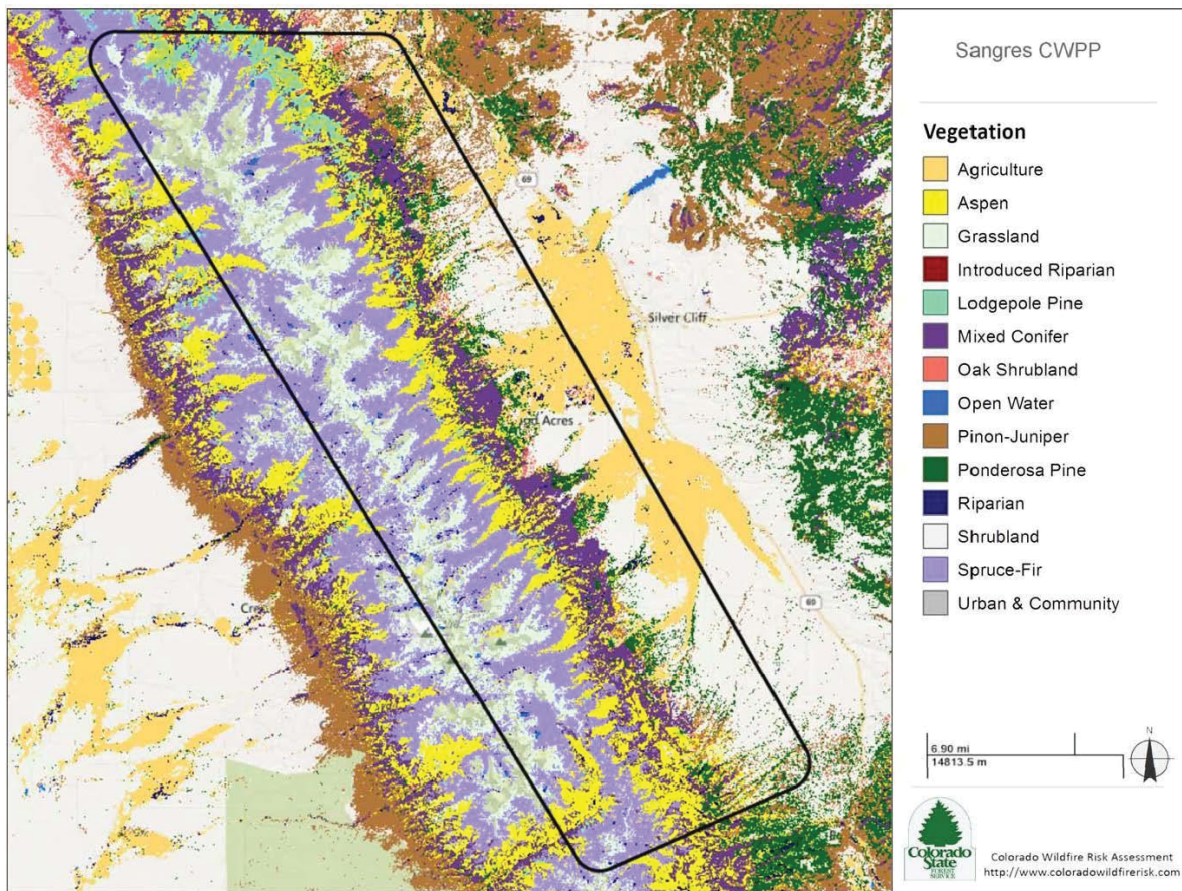 Sangres CWPP
Vegetation
Agriculture
Aspen
Grassland
Introduced Riparian
Lodgepole Pine
Mixed Conifer
Oak Shrubland
Open Water
Pinon-Juniper
Ponderosa Pine
Riparian
Shrubland
Spruce-Fir
Urban & Community
69
Silver Cliff
Acres
69
6.90 mi
14813.5 m
N
Colorado
State
FOREST
SERVICE
Colorado Wildfire Risk Assessment
http://www.coloradowildfirerisk.com